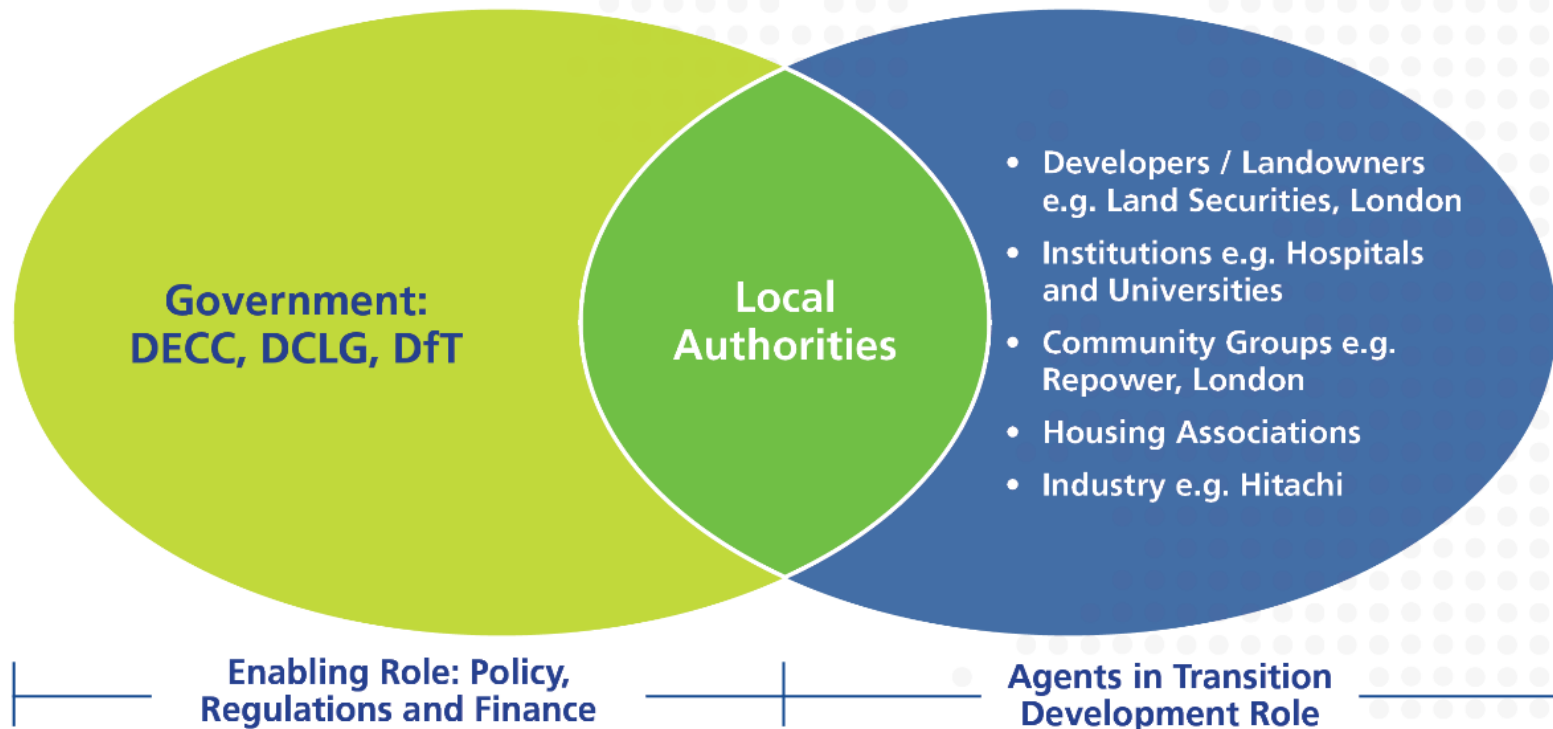 Government:
DECC, DCLG, DfT
Local
Authorities
• Developers / Landowners
e.g. Land Securities, London
• Institutions e.g. Hospitals
and Universities
• Community Groups e.g.
Repower, London
• Housing Associations
• Industry e.g. Hitachi
Enabling Role: Policy,
Regulations and Finance
Agents in Transition
Development Role